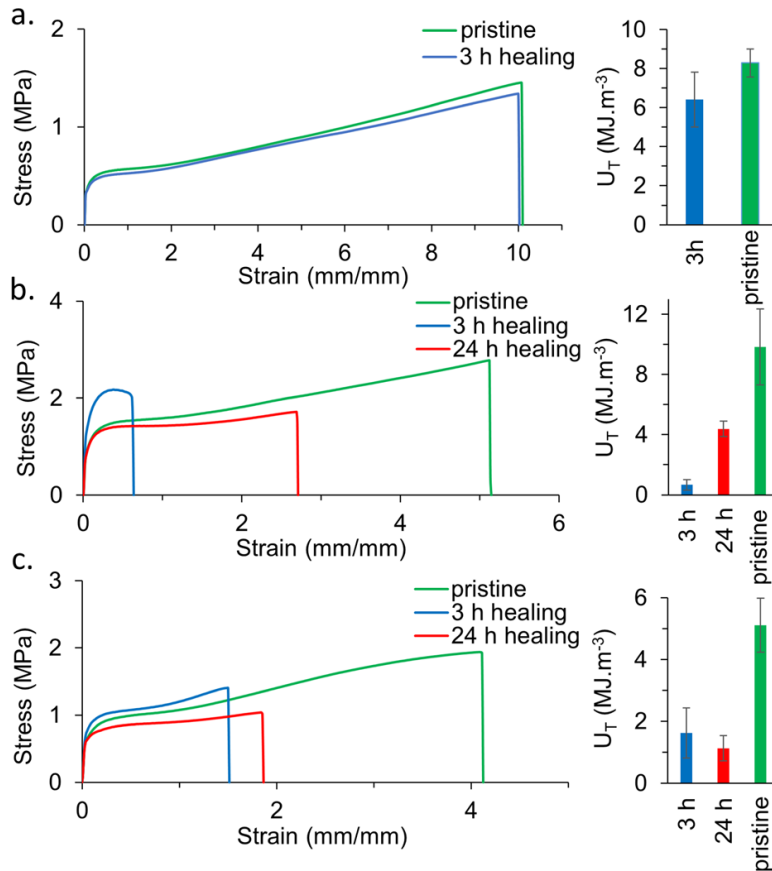 a.
2
1
0
Stress (MPa)
0
2
4
6
8
10
Strain (mm/mm)
pristine
3 h healing
10
8
6
4
2
0
U_T (MJ.m⁻³)
3h
pristine
b.
4
2
0
Stress (MPa)
0
2
4
6
Strain (mm/mm)
pristine
3 h healing
24 h healing
12
8
4
0
U_T (MJ.m⁻³)
3 h
24 h
pristine
c.
3
2
1
0
Stress (MPa)
0
2
4
Strain (mm/mm)
pristine
3 h healing
24 h healing
6
4
2
0
U_T (MJ.m⁻³)
3 h
24 h
pristine